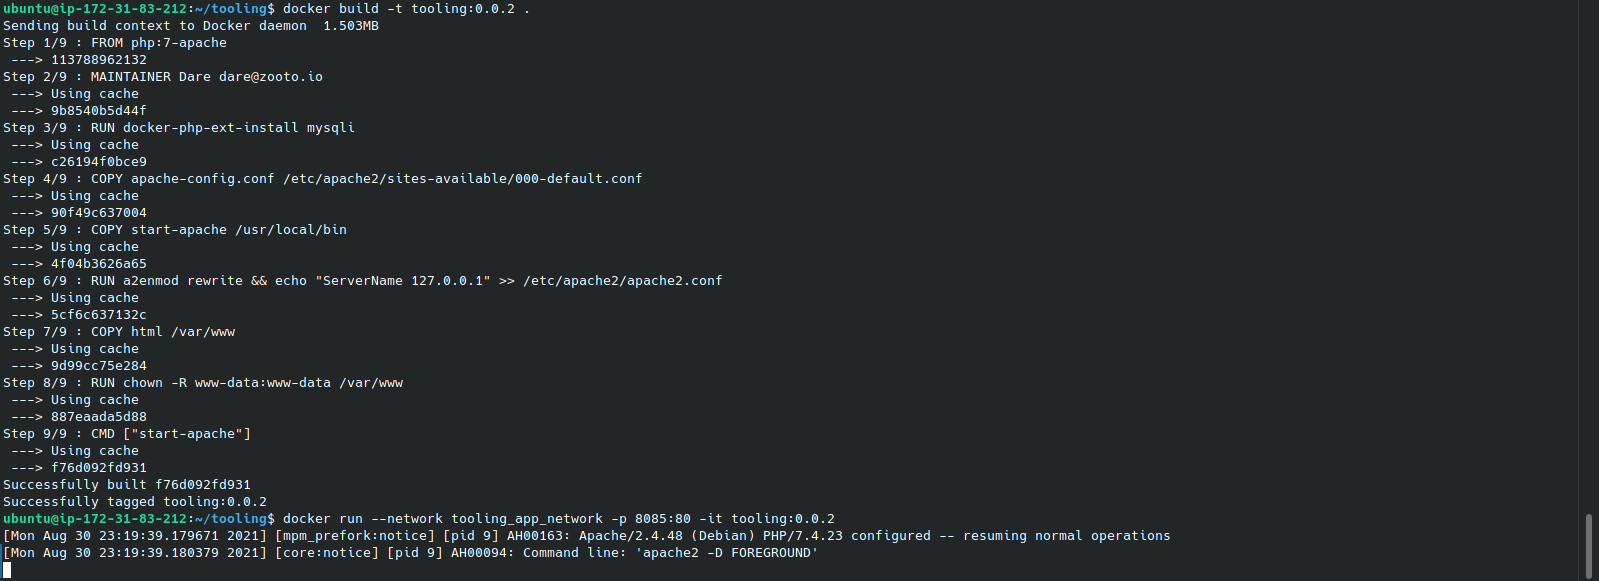 ubuntu@ip-172-31-83-212:~/tooling$ docker build -t tooling:0.0.2 .
Sending build context to Docker daemon  1.503MB
Step 1/9 : FROM php:7-apache
 ---> 113788962132
Step 2/9 : MAINTAINER Dare dare@zooto.io
 ---> Using cache
 ---> 9b8540b5d44f
Step 3/9 : RUN docker-php-ext-install mysqli
 ---> Using cache
 ---> c26194f0bce9
Step 4/9 : COPY apache-config.conf /etc/apache2/sites-available/000-default.conf
 ---> Using cache
 ---> 90f49c637004
Step 5/9 : COPY start-apache /usr/local/bin
 ---> Using cache
 ---> 4f04b3626a65
Step 6/9 : RUN a2enmod rewrite && echo "ServerName 127.0.0.1" >> /etc/apache2/apache2.conf
 ---> Using cache
 ---> 5cf6c637132c
Step 7/9 : COPY html /var/www
 ---> Using cache
 ---> 9d99cc75e284
Step 8/9 : RUN chown -R www-data:www-data /var/www
 ---> Using cache
 ---> 887eaada5d88
Step 9/9 : CMD ["start-apache"]
 ---> Using cache
 ---> f76d092fd931
Successfully built f76d092fd931
Successfully tagged tooling:0.0.2
ubuntu@ip-172-31-83-212:~/tooling$ docker run --network tooling_app_network -p 8085:80 -it tooling:0.0.2
[Mon Aug 30 23:19:39.179671 2021] [mpm_prefork:notice] [pid 9] AH00163: Apache/2.4.48 (Debian) PHP/7.4.23 configured -- resuming normal operations
[Mon Aug 30 23:19:39.180379 2021] [core:notice] [pid 9] AH00094: Command line: 'apache2 -D FOREGROUND'